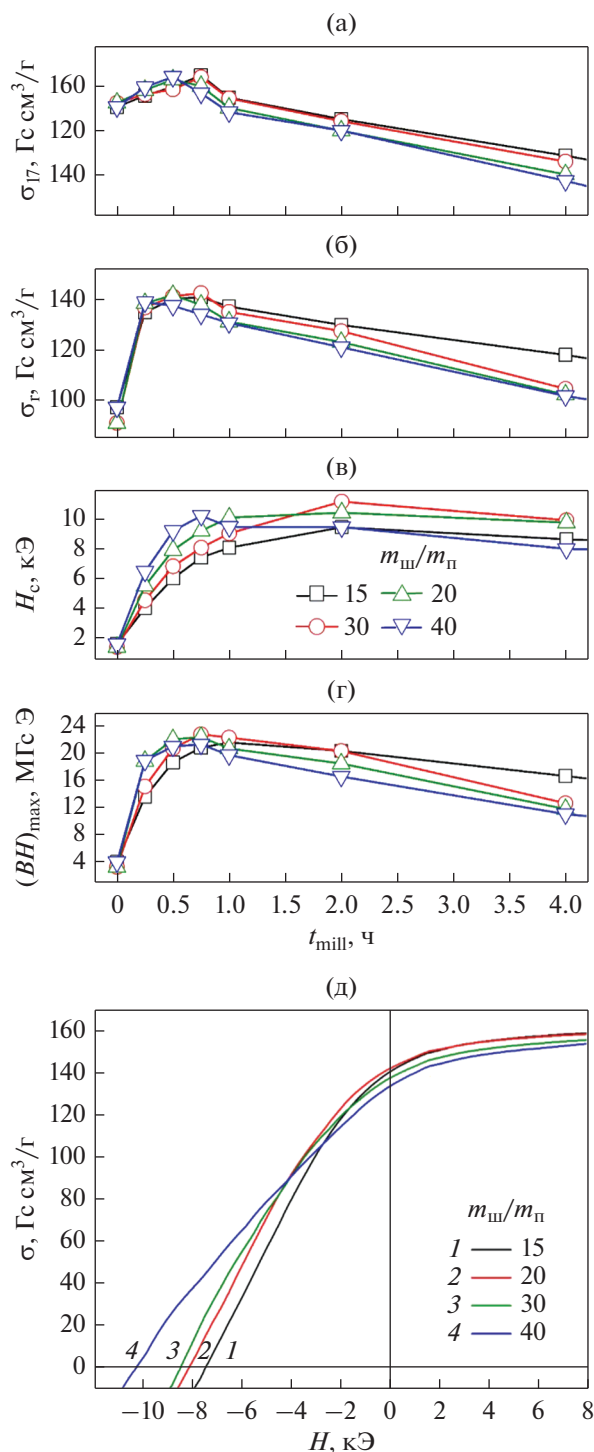 (а)
160
120
140
σ17, Гс см³/г
(б)
140
120
100
σr, Гс см³/г
(в)
10
8
6
4
2
Hc, кЭ
mш/mп
15 20
30 40
(г)
24
20
16
12
8
4
(BH)max, МГс Э
0 0.5 1.0 1.5 2.0 2.5 3.0 3.5 4.0
tmill, ч
(д)
160
140
120
100
80
60
40
20
0
σ, Гс см³/г
mш/mп
1 15
2 20
3 30
4 40
4 3 2 1
−10 −8 −6 −4 −2 0 2 4 6 8
H, кЭ